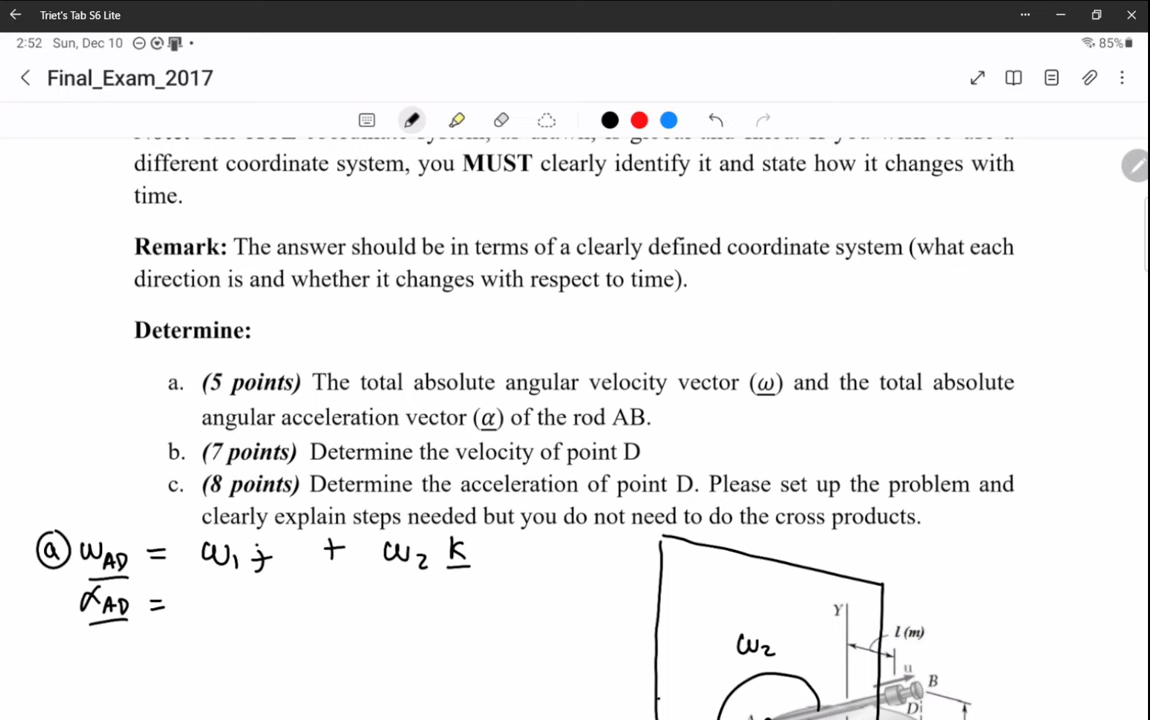 Triet's Tab S6 Lite
2:52 Sun, Dec 10
85%
Final_Exam_2017
different coordinate system, you MUST clearly identify it and state how it changes with
time.
Remark: The answer should be in terms of a clearly defined coordinate system (what each
direction is and whether it changes with respect to time).
Determine:
a. (5 points) The total absolute angular velocity vector (ω) and the total absolute
angular acceleration vector (α) of the rod AB.
b. (7 points) Determine the velocity of point D
c. (8 points) Determine the acceleration of point D. Please set up the problem and
clearly explain steps needed but you do not need to do the cross products.
ⓐ ω_AD = ω₁ j + ω₂ k
α_AD =
Y
l (m)
ω₂
u
B
D